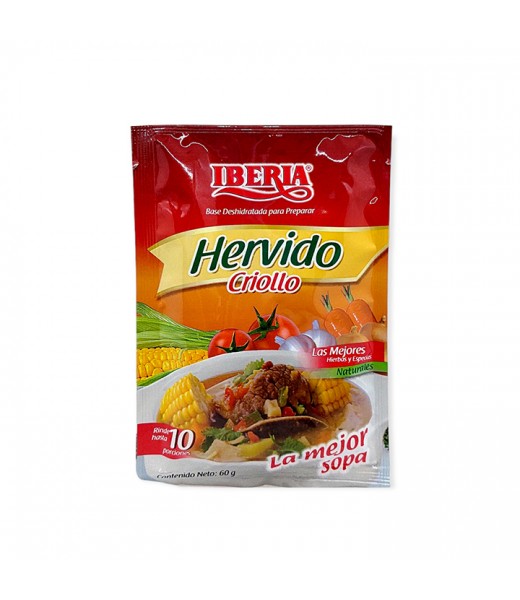 IBERIA
Base Deshidratada para Preparar
Hervido
Criollo
Las Mejores
Hierbas y Especias
Naturales
Rinde
hasta
10
porciones
La mejor
sopa
Contenido Neto: 60 g